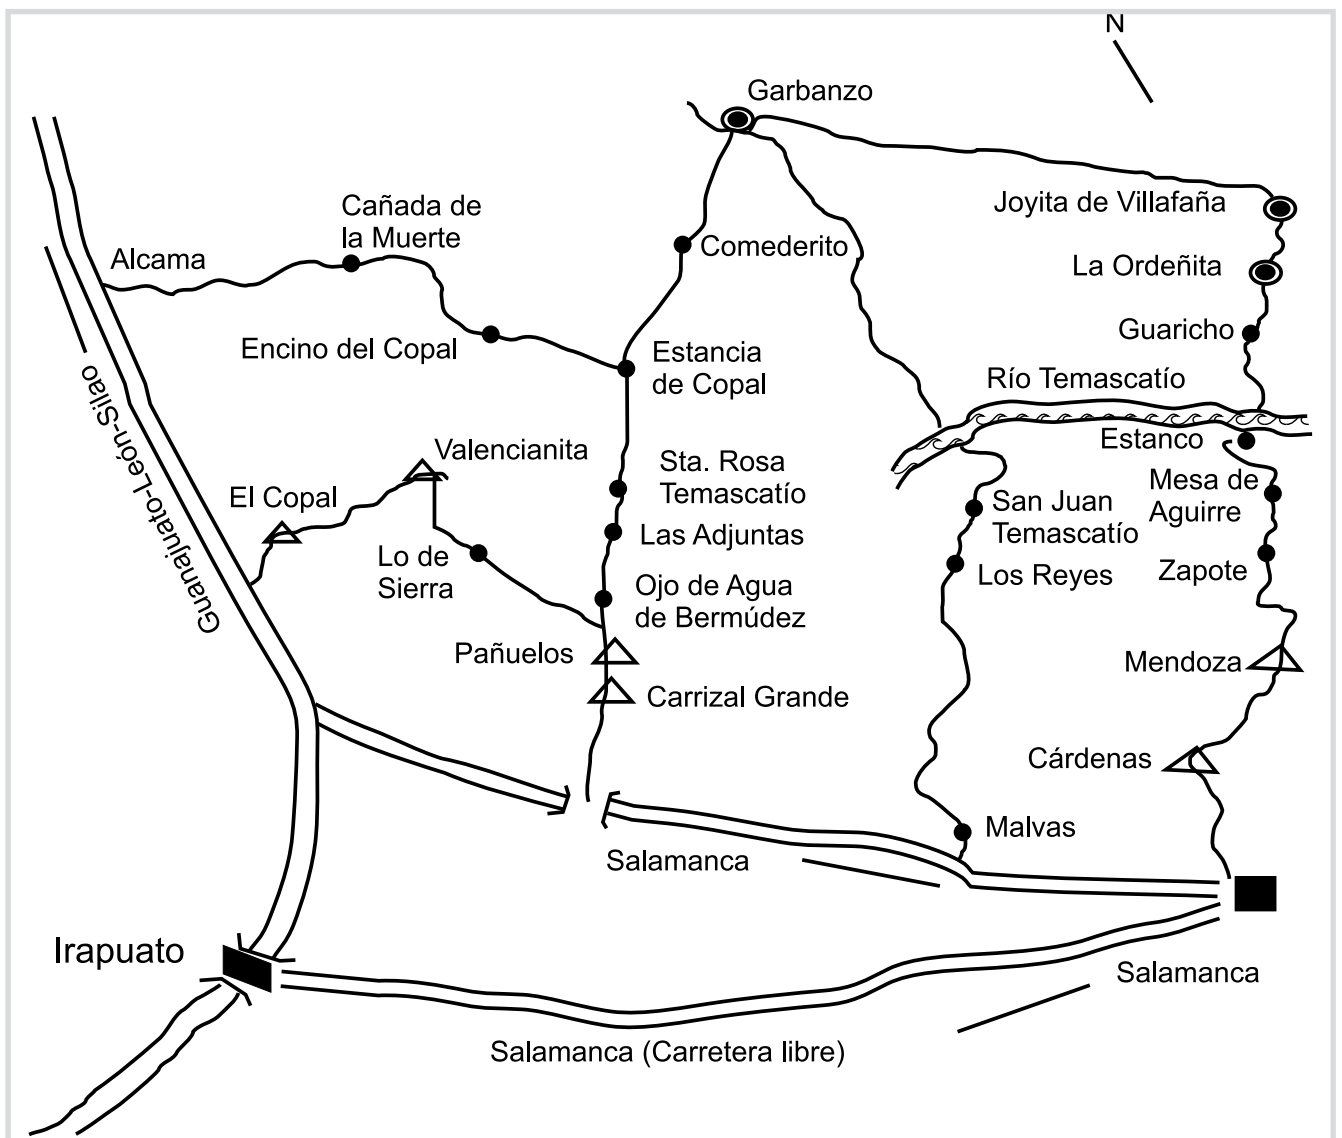 N
Garbanzo
Cañada de
la Muerte
Joyita de Villafaña
Alcama
Comederito
La Ordeñita
Guaricho
Encino del Copal
Estancia
de Copal
Río Temascatío
Guanajuato-León-Silao
Valencianita
Estanco
El Copal
Sta. Rosa
Temascatío
Mesa de
Aguirre
San Juan
Temascatío
Las Adjuntas
Lo de
Sierra
Los Reyes
Zapote
Ojo de Agua
de Bermúdez
Pañuelos
Mendoza
Carrizal Grande
Cárdenas
Malvas
Salamanca
Irapuato
Salamanca
Salamanca (Carretera libre)